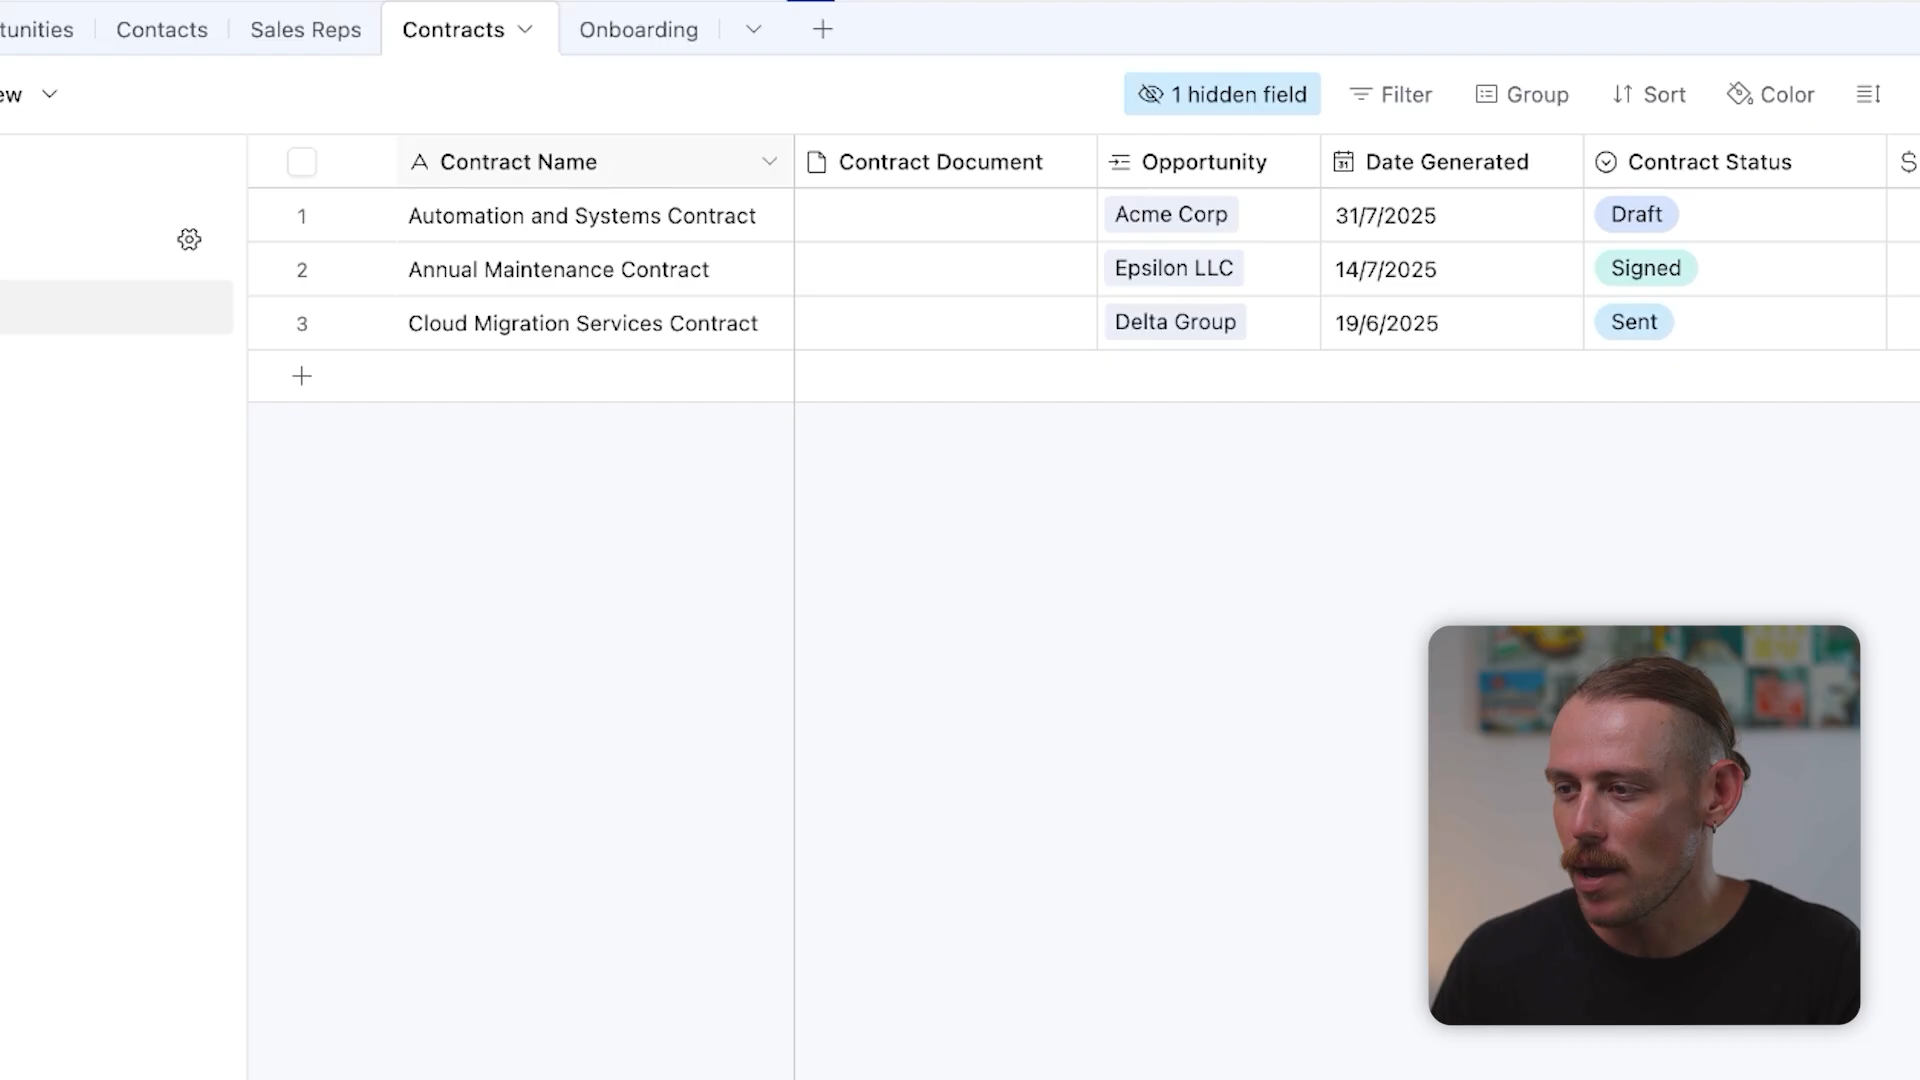 tunities Contacts Sales Reps Contracts Onboarding
ew 1 hidden field Filter Group Sort Color
Contract Name Contract Document Opportunity Date Generated Contract Status $
1 Automation and Systems Contract Acme Corp 31/7/2025 Draft
2 Annual Maintenance Contract Epsilon LLC 14/7/2025 Signed
3 Cloud Migration Services Contract Delta Group 19/6/2025 Sent